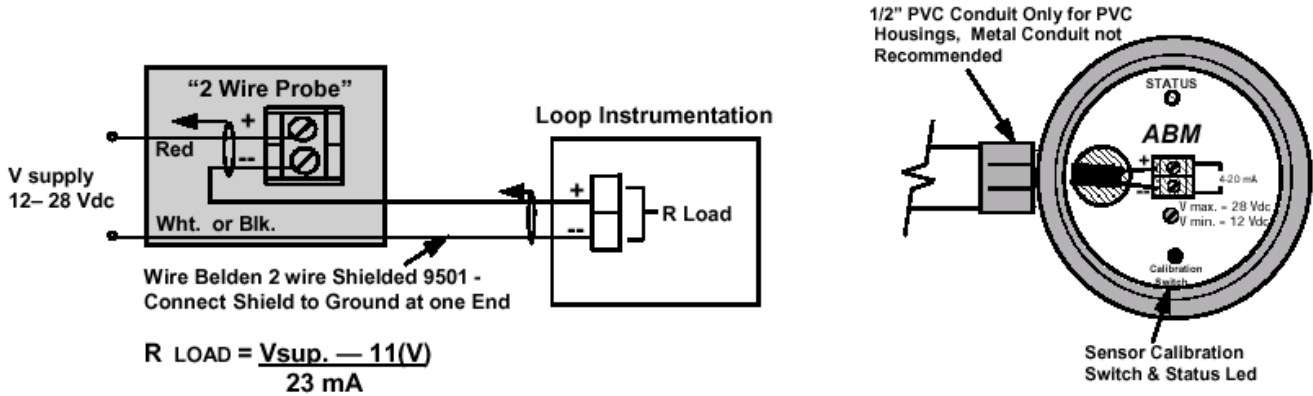 “2 Wire Probe”
+
--
Red
V supply
12– 28 Vdc
Wht. or Blk.
Loop Instrumentation
+
--
R Load
Wire Belden 2 wire Shielded 9501 -
Connect Shield to Ground at one End
R LOAD = Vsup. — 11(V)
23 mA
1/2” PVC Conduit Only for PVC
Housings, Metal Conduit not
Recommended
STATUS
ABM
+
--
4-20 mA
V max. = 28 Vdc
V min. = 12 Vdc
Calibration
Switch
Sensor Calibration
Switch & Status Led